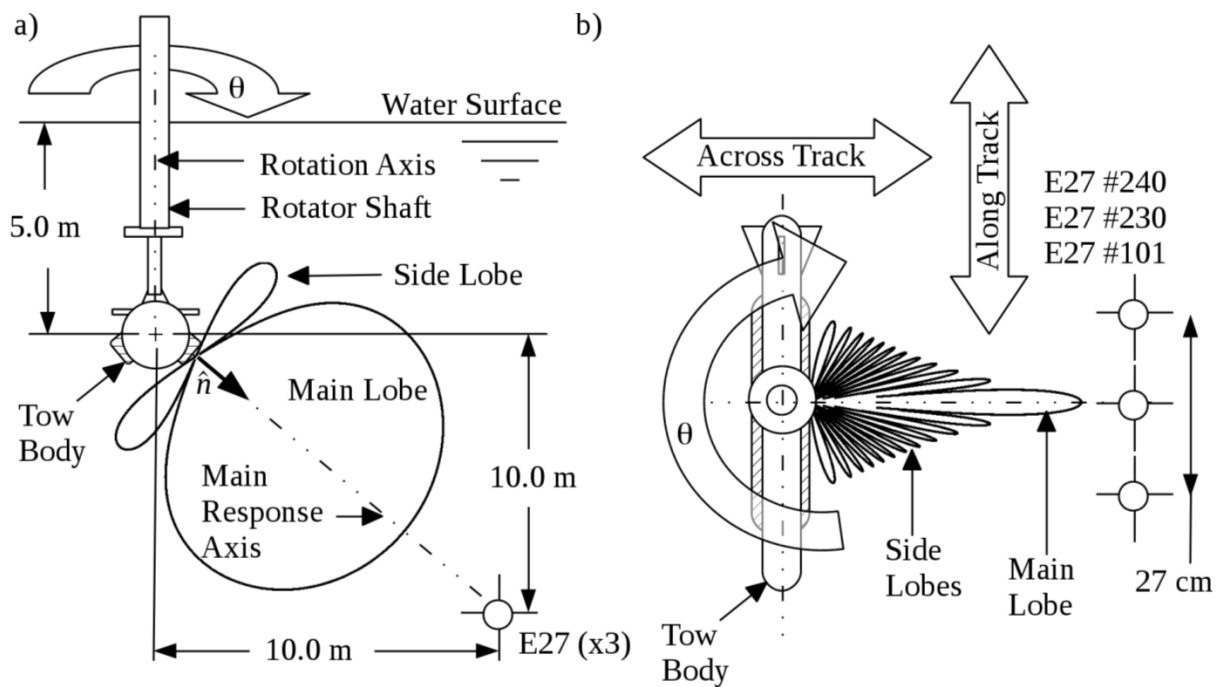 a)
θ
Water Surface
Rotation Axis
Rotator Shaft
5.0 m
Side Lobe
n̂
Main Lobe
Tow
Body
Main
Response
Axis
10.0 m
10.0 m
E27 (x3)
b)
Across Track
Along Track
E27 #240
E27 #230
E27 #101
θ
Side
Lobes
Main
Lobe
27 cm
Tow
Body